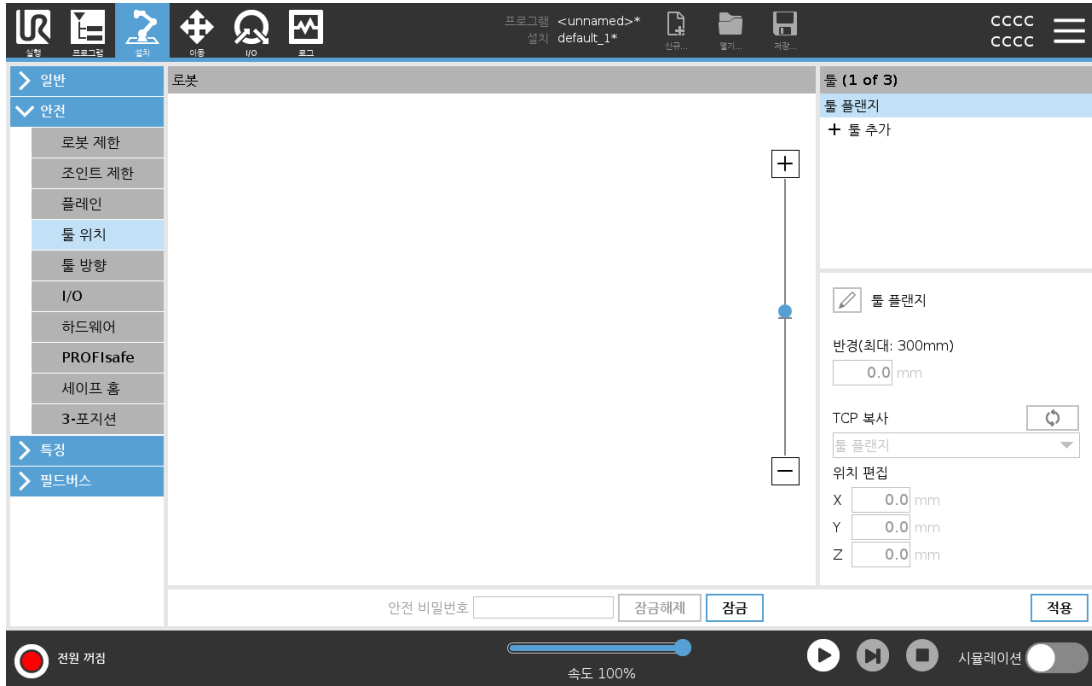 UR
실행 프로그램 설치 이동 I/O 로그
프로그램 <unnamed>*
설치 default_1*
신규... 열기... 저장...
cccc
cccc
일반
안전
로봇 제한
조인트 제한
플레인
툴 위치
툴 방향
I/O
하드웨어
PROFIsafe
세이프 홈
3-포지션
특징
필드버스
로봇
툴 (1 of 3)
툴 플랜지
+ 툴 추가
툴 플랜지
반경(최대: 300mm)
0.0 mm
TCP 복사
툴 플랜지
위치 편집
X 0.0 mm
Y 0.0 mm
Z 0.0 mm
안전 비밀번호 잠금해제 잠금 적용
전원 꺼짐
속도 100%
시뮬레이션